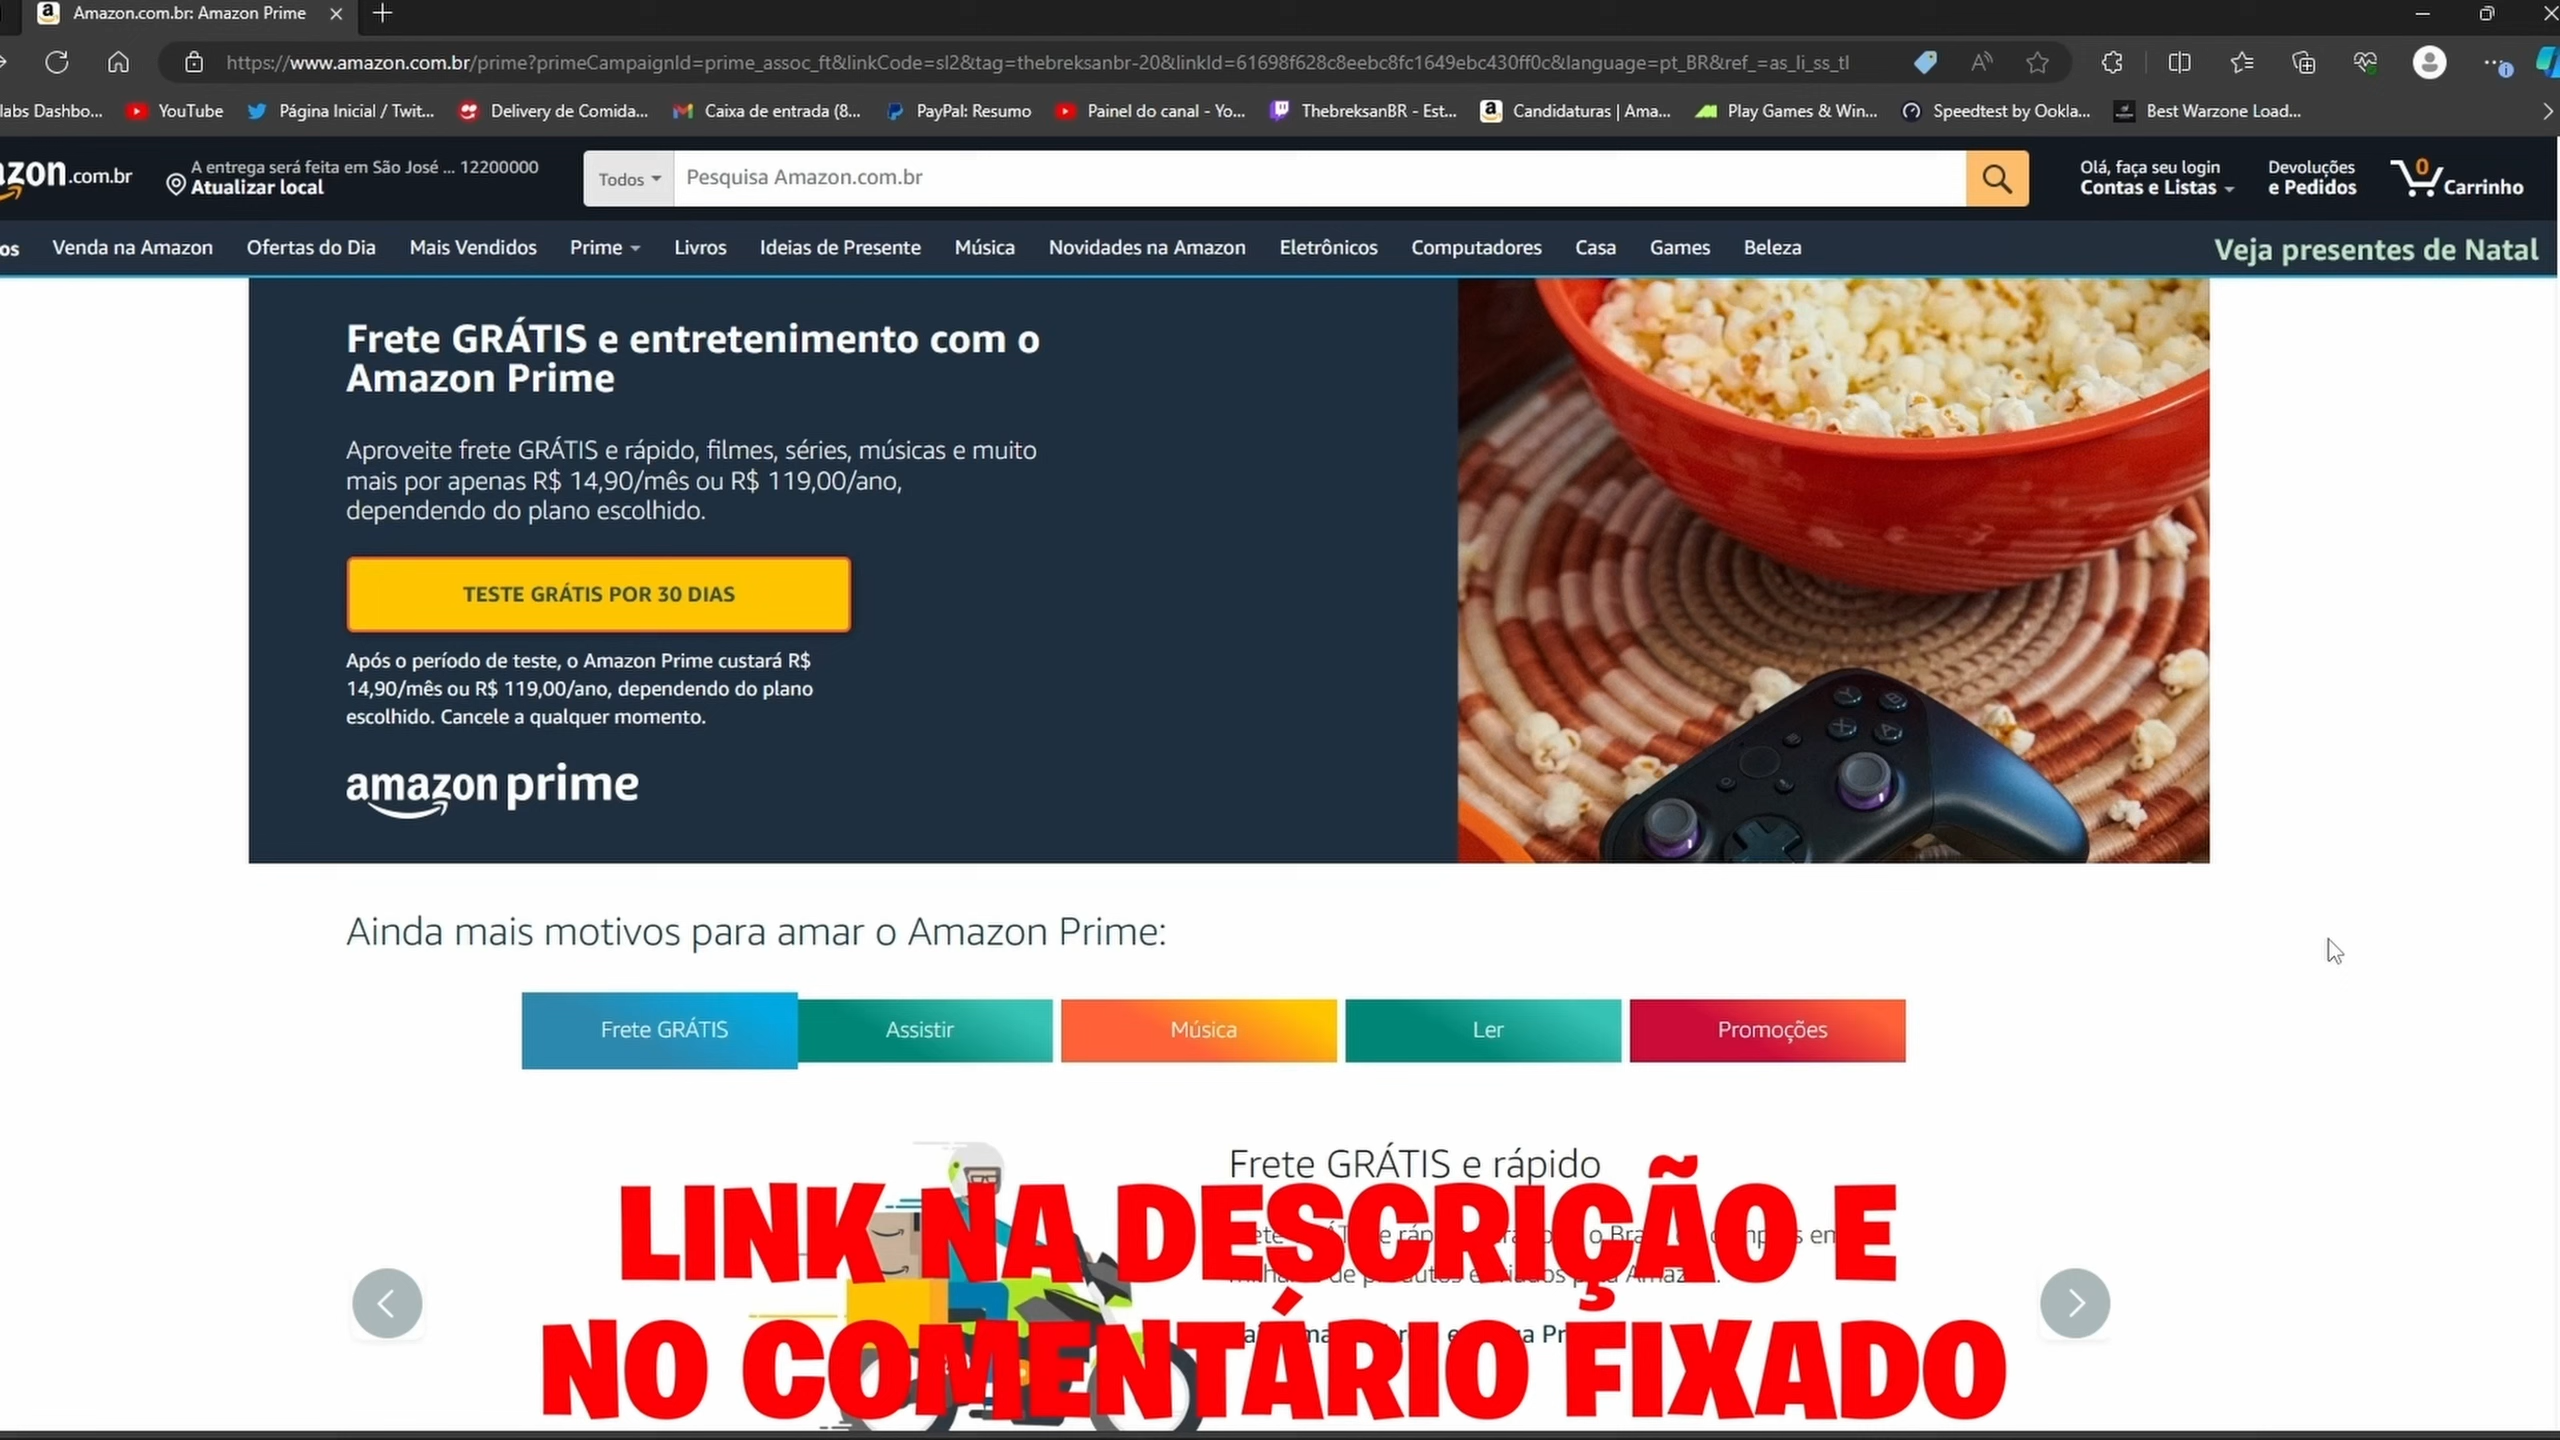 Amazon.com.br: Amazon Prime
https://www.amazon.com.br/prime?primeCampaignId=prime_assoc_ft&linkCode=sl2&tag=thebreksanbr-20&linkId=61698f628c8eebc8fc1649ebc430ff0c&language=pt_BR&ref_=as_li_ss_tl
labs Dashbo... YouTube Página Inicial / Twit... Delivery de Comida... Caixa de entrada (8... PayPal: Resumo Painel do canal - Yo... ThebreksanBR - Est... Candidaturas | Ama... Play Games & Win... Speedtest by Ookla... Best Warzone Load...
azon.com.br
A entrega será feita em São José ... 12200000
Atualizar local
Todos
Pesquisa Amazon.com.br
Olá, faça seu login
Contas e Listas
Devoluções
e Pedidos
0
Carrinho
os Venda na Amazon Ofertas do Dia Mais Vendidos Prime Livros Ideias de Presente Música Novidades na Amazon Eletrônicos Computadores Casa Games Beleza
Veja presentes de Natal
Frete GRÁTIS e entretenimento com o
Amazon Prime
Aproveite frete GRÁTIS e rápido, filmes, séries, músicas e muito
mais por apenas R$ 14,90/mês ou R$ 119,00/ano,
dependendo do plano escolhido.
TESTE GRÁTIS POR 30 DIAS
Após o período de teste, o Amazon Prime custará R$
14,90/mês ou R$ 119,00/ano, dependendo do plano
escolhido. Cancele a qualquer momento.
amazon prime
Y
B
X
A
Ainda mais motivos para amar o Amazon Prime:
Frete GRÁTIS
Assistir
Música
Ler
Promoções
Frete GRÁTIS e rápido
LINK NA DESCRIÇÃO E
NO COMENTÁRIO FIXADO